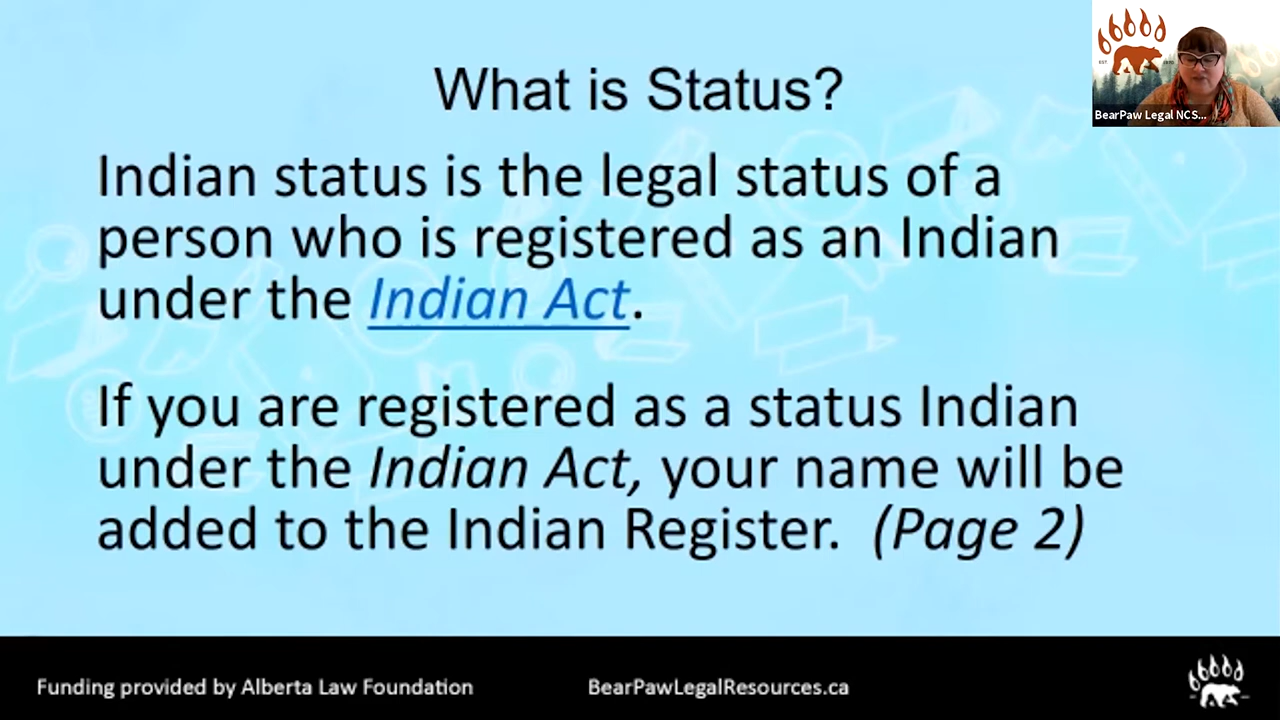 What is Status?
BearPaw Legal NCS...
Indian status is the legal status of a
person who is registered as an Indian
under the Indian Act.
If you are registered as a status Indian
under the Indian Act, your name will be
added to the Indian Register. (Page 2)
Funding provided by Alberta Law Foundation
BearPawLegalResources.ca